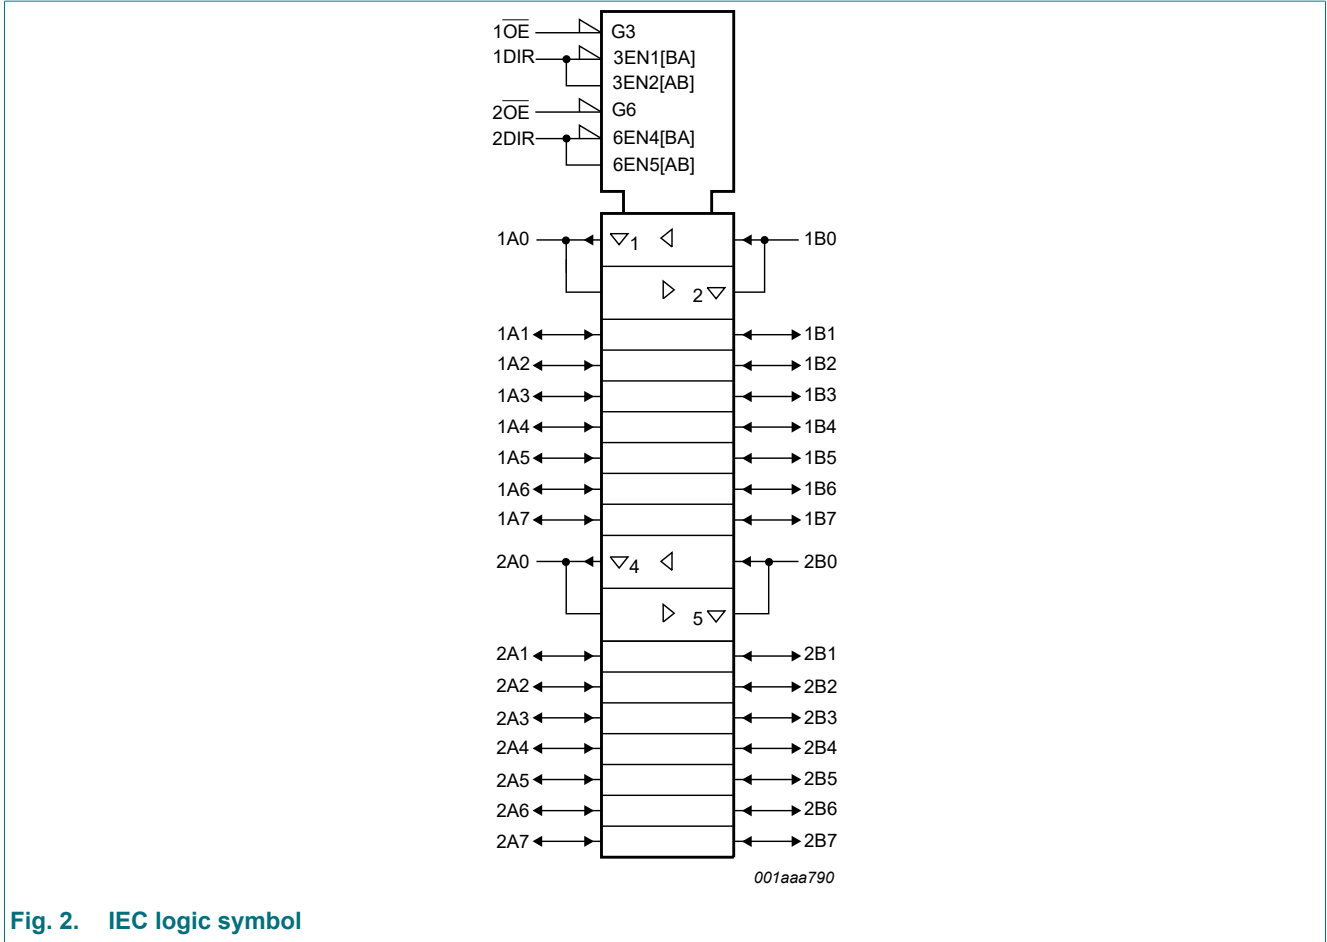 1O̅E̅ G3
1DIR 3EN1[BA]
3EN2[AB]
2O̅E̅ G6
2DIR 6EN4[BA]
6EN5[AB]
1A0 1 1B0
2
1A1 1B1
1A2 1B2
1A3 1B3
1A4 1B4
1A5 1B5
1A6 1B6
1A7 1B7
2A0 4 2B0
5
2A1 2B1
2A2 2B2
2A3 2B3
2A4 2B4
2A5 2B5
2A6 2B6
2A7 2B7
001aaa790
Fig. 2. IEC logic symbol